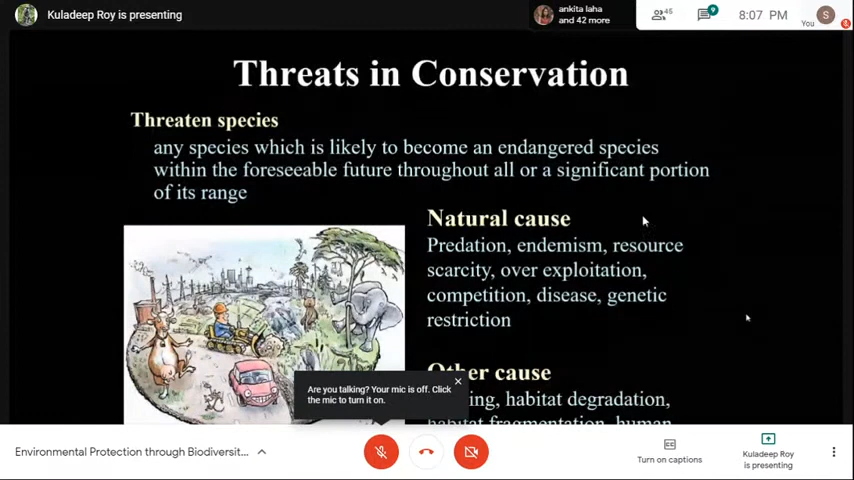 Kuladeep Roy is presenting
ankita laha
and 42 more
45
9
8:07 PM
S
You
Threats in Conservation
Threaten species
any species which is likely to become an endangered species
within the foreseeable future throughout all or a significant portion
of its range
Natural cause
Predation, endemism, resource
scarcity, over exploitation,
competition, disease, genetic
restriction
Other cause
habitat degradation,
habitat fragmentation, human
Are you talking? Your mic is off. Click
the mic to turn it on.
Environmental Protection through Biodiversit...
Turn on captions
Kuladeep Roy
is presenting